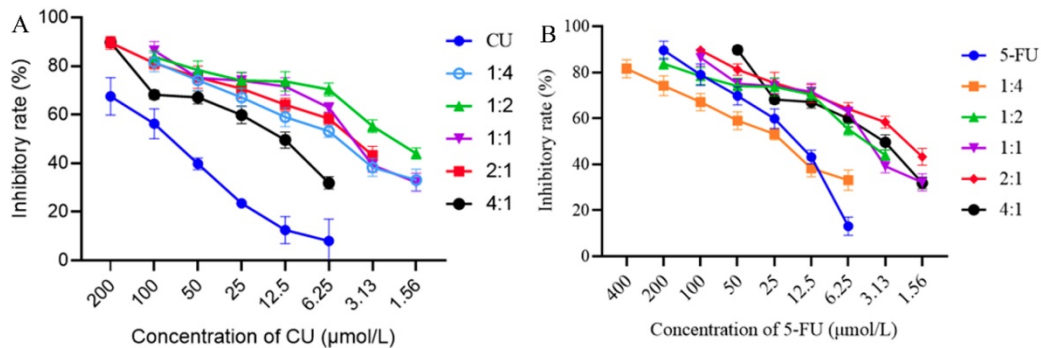 A
100
80
60
40
20
0
Inhibitory rate (%)
200 100 50 25 12.5 6.25 3.13 1.56
Concentration of CU (μmol/L)
CU
1:4
1:2
1:1
2:1
4:1
B
100
80
60
40
20
0
Inhibitory rate (%)
400 200 100 50 25 12.5 6.25 3.13 1.56
Concentration of 5-FU (μmol/L)
5-FU
1:4
1:2
1:1
2:1
4:1